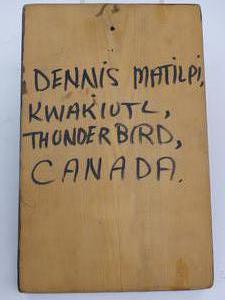 DENNIS MATILPI,
KWAKIUTL,
THUNDERBIRD,
CANADA.